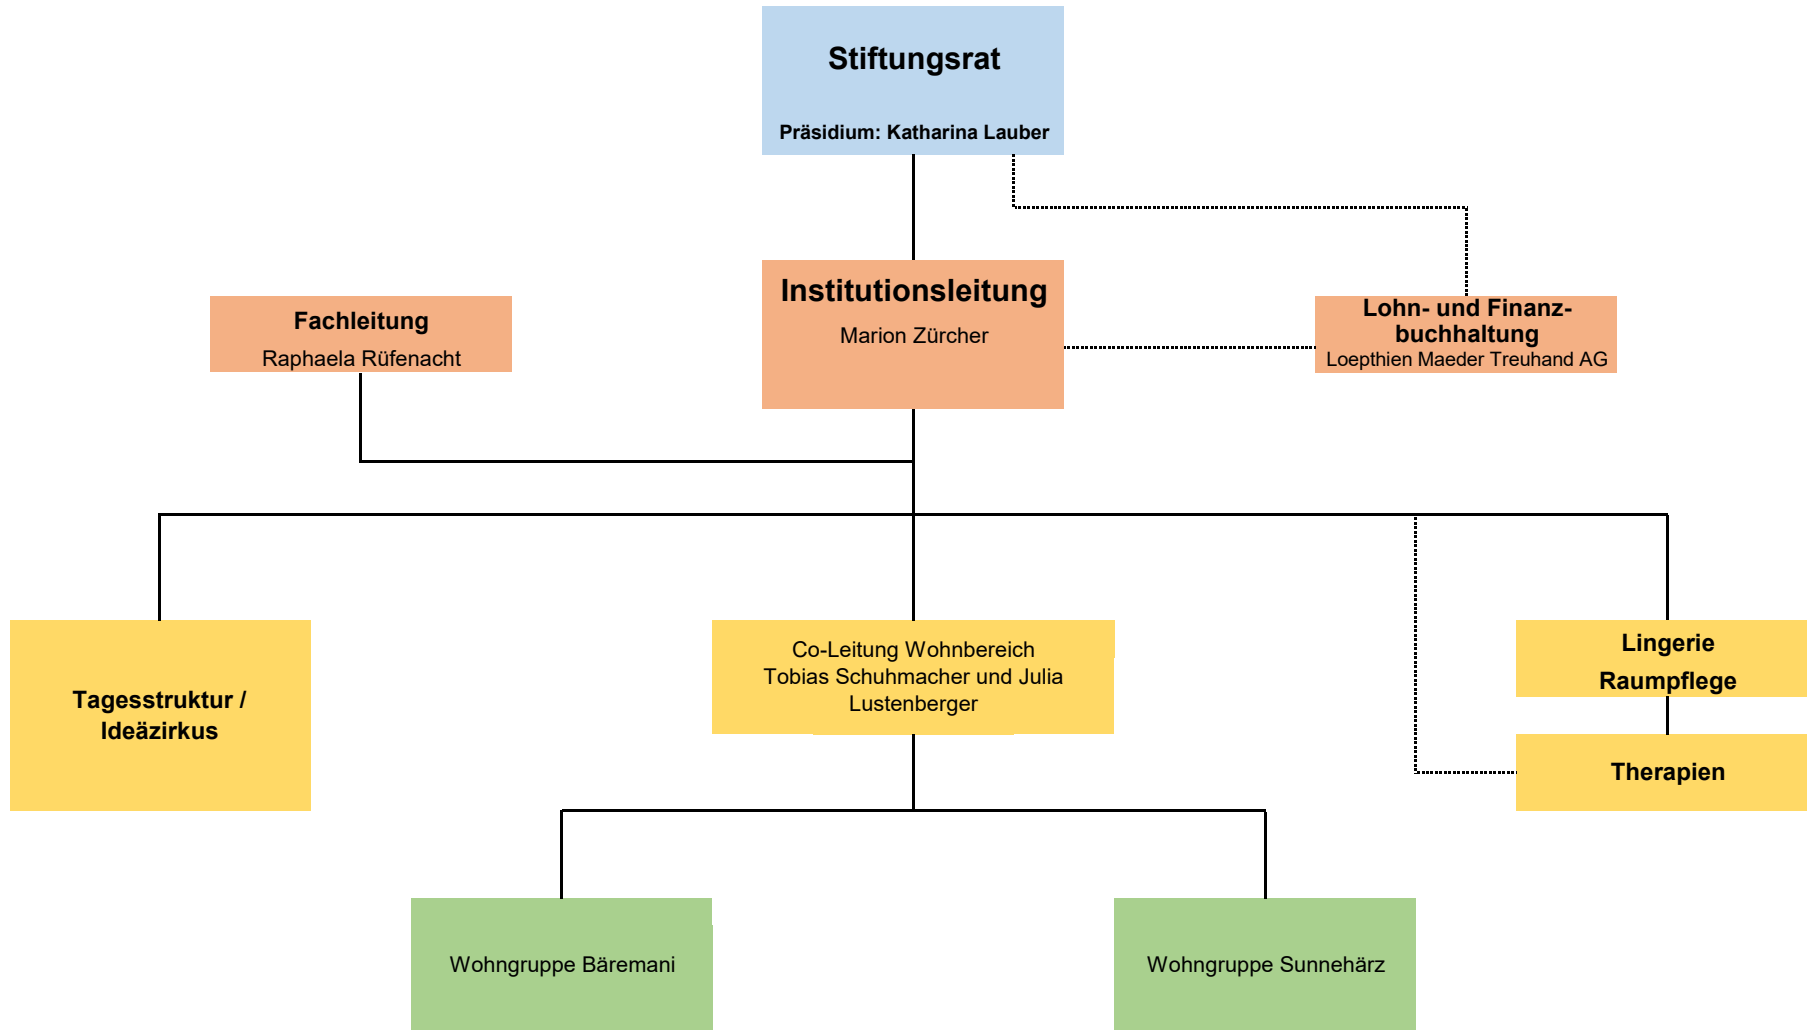 Stiftungsrat
Präsidium: Katharina Lauber
Institutionsleitung
Marion Zürcher
Fachleitung
Raphaela Rüfenacht
Lohn- und Finanz-
buchhaltung
Loepthien Maeder Treuhand AG
Tagesstruktur /
Ideäzirkus
Co-Leitung Wohnbereich
Tobias Schuhmacher und Julia
Lustenberger
Lingerie
Raumpflege
Therapien
Wohngruppe Bäremani
Wohngruppe Sunnehärz